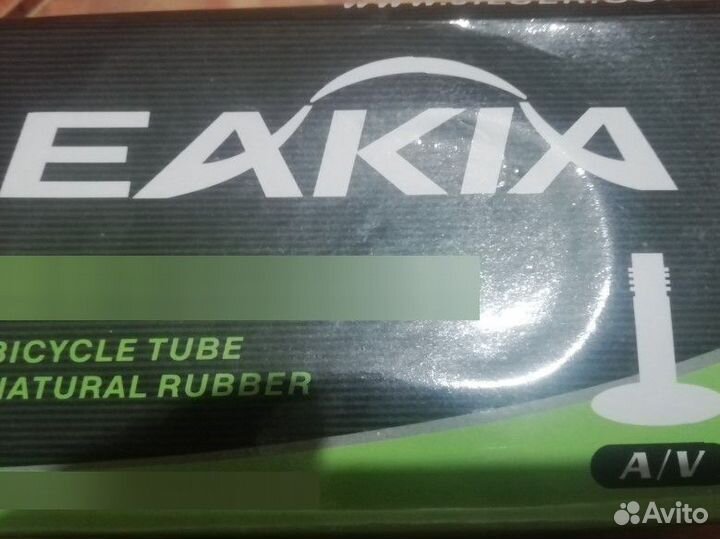 EAKIA
BICYCLE TUBE
NATURAL RUBBER
A/V
Avito